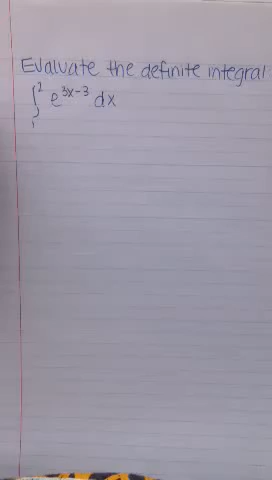 Evaluate the definite integral
∫₁² e^{3x-3} dx